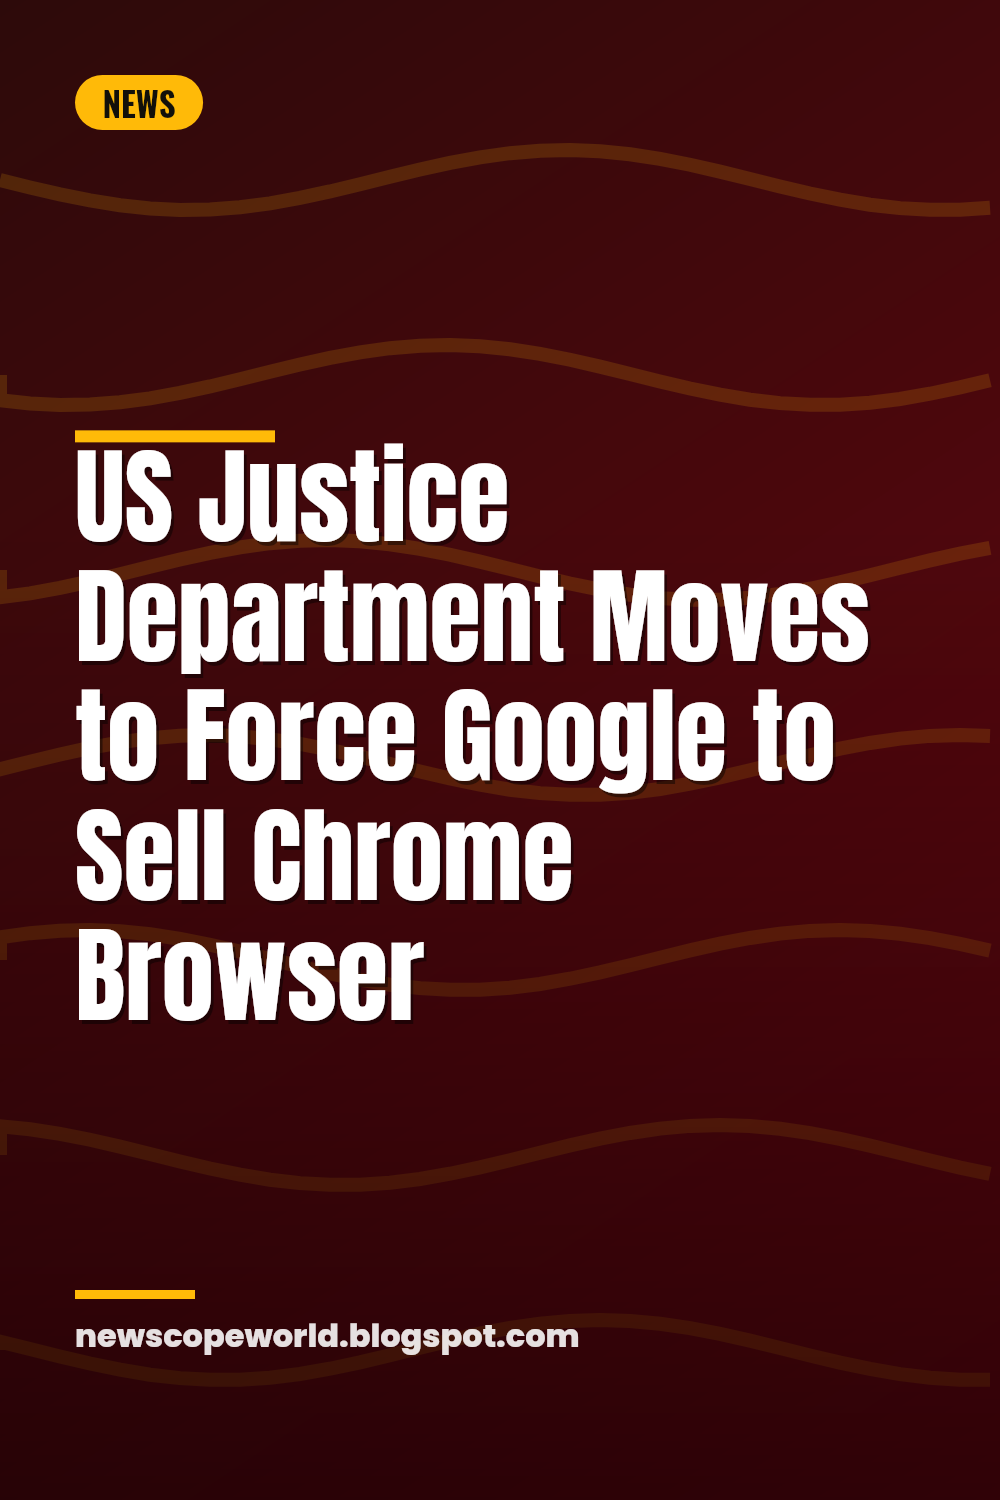 NEWS
US Justice
Department Moves
to Force Google to
Sell Chrome
Browser
newscopeworld.blogspot.com